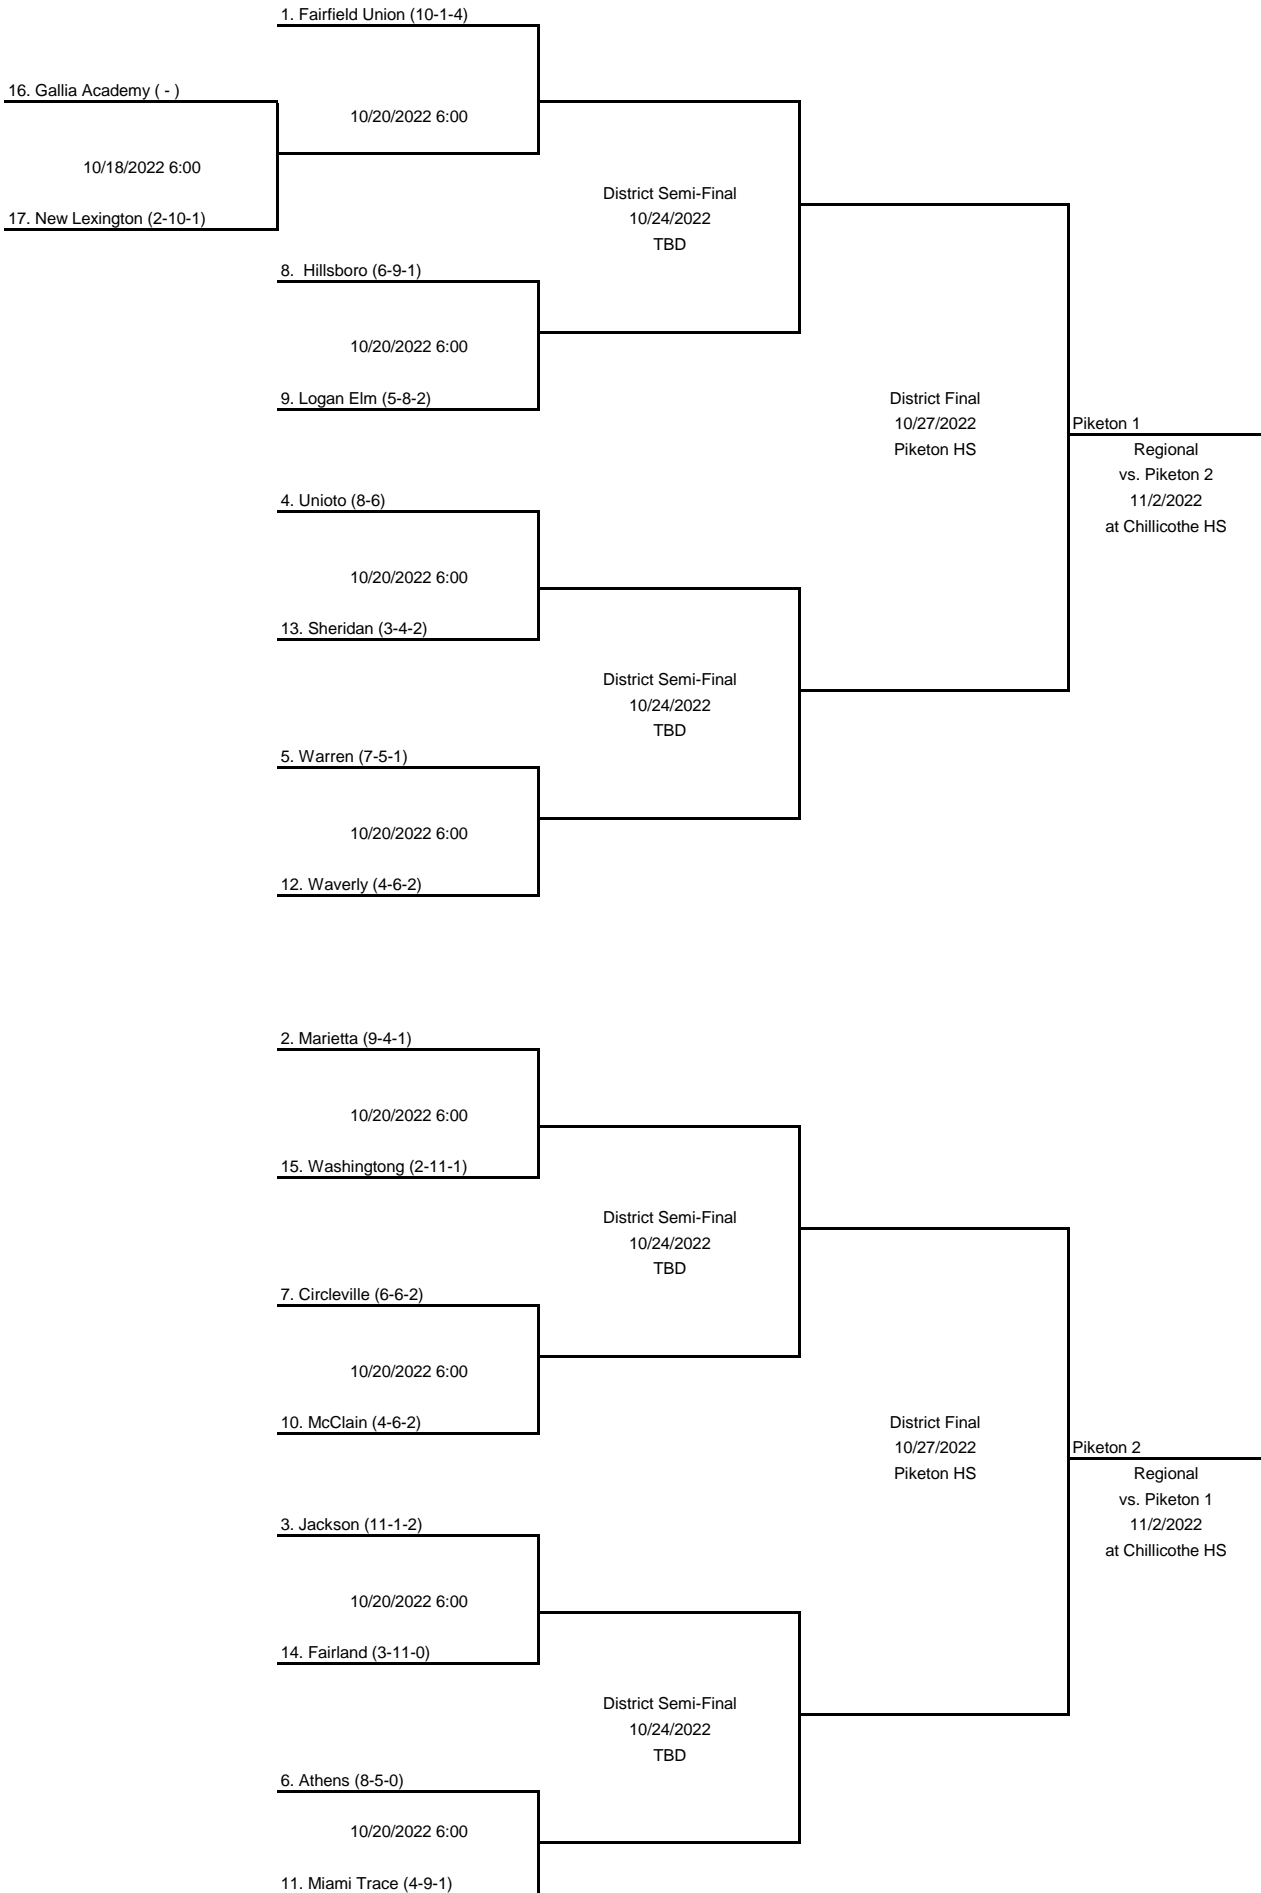 1. Fairfield Union (10-1-4)
16. Gallia Academy ( - )
10/20/2022 6:00
10/18/2022 6:00
17. New Lexington (2-10-1)
District Semi-Final
10/24/2022
TBD
8.  Hillsboro (6-9-1)
10/20/2022 6:00
9. Logan Elm (5-8-2)
District Final
10/27/2022
Piketon HS
Piketon 1
Regional
vs. Piketon 2
11/2/2022
at Chillicothe HS
4. Unioto (8-6)
10/20/2022 6:00
13. Sheridan (3-4-2)
District Semi-Final
10/24/2022
TBD
5. Warren (7-5-1)
10/20/2022 6:00
12. Waverly (4-6-2)
2. Marietta (9-4-1)
10/20/2022 6:00
15. Washingtong (2-11-1)
District Semi-Final
10/24/2022
TBD
7. Circleville (6-6-2)
10/20/2022 6:00
10. McClain (4-6-2)
District Final
10/27/2022
Piketon HS
Piketon 2
Regional
vs. Piketon 1
11/2/2022
at Chillicothe HS
3. Jackson (11-1-2)
10/20/2022 6:00
14. Fairland (3-11-0)
District Semi-Final
10/24/2022
TBD
6. Athens (8-5-0)
10/20/2022 6:00
11. Miami Trace (4-9-1)